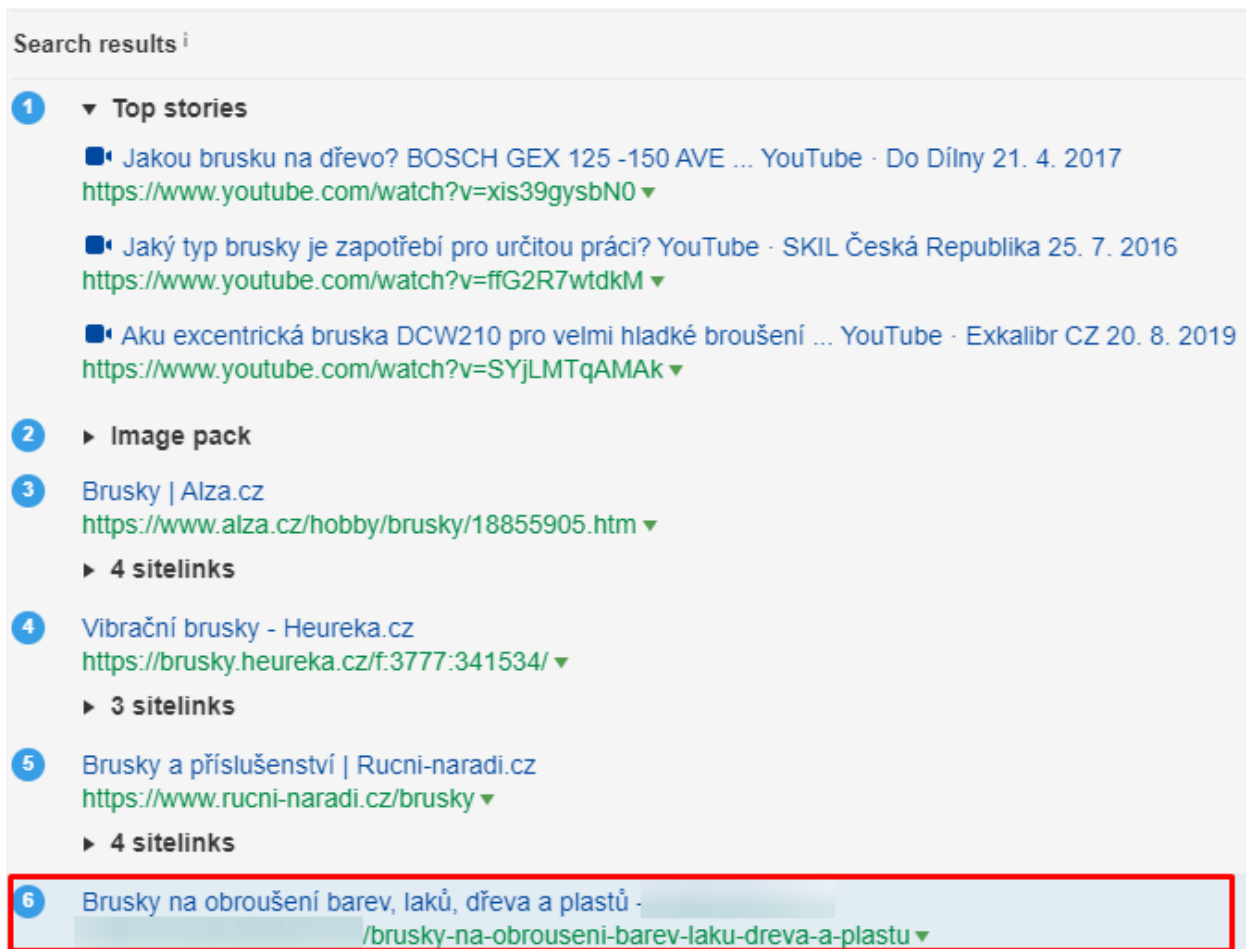 Search results i
1 ▼ Top stories
Jakou brusku na dřevo? BOSCH GEX 125 -150 AVE ... YouTube · Do Dílny 21. 4. 2017
https://www.youtube.com/watch?v=xis39gysbN0 ▼
Jaký typ brusky je zapotřebí pro určitou práci? YouTube · SKIL Česká Republika 25. 7. 2016
https://www.youtube.com/watch?v=ffG2R7wtdkM ▼
Aku excentrická bruska DCW210 pro velmi hladké broušení ... YouTube · Exkalibr CZ 20. 8. 2019
https://www.youtube.com/watch?v=SYjLMTqAMAk ▼
2 ▶ Image pack
3 Brusky | Alza.cz
https://www.alza.cz/hobby/brusky/18855905.htm ▼
▶ 4 sitelinks
4 Vibrační brusky - Heureka.cz
https://brusky.heureka.cz/f:3777:341534/ ▼
▶ 3 sitelinks
5 Brusky a příslušenství | Rucni-naradi.cz
https://www.rucni-naradi.cz/brusky ▼
▶ 4 sitelinks
6 Brusky na obroušení barev, laků, dřeva a plastů -
/brusky-na-obrouseni-barev-laku-dreva-a-plastu ▼